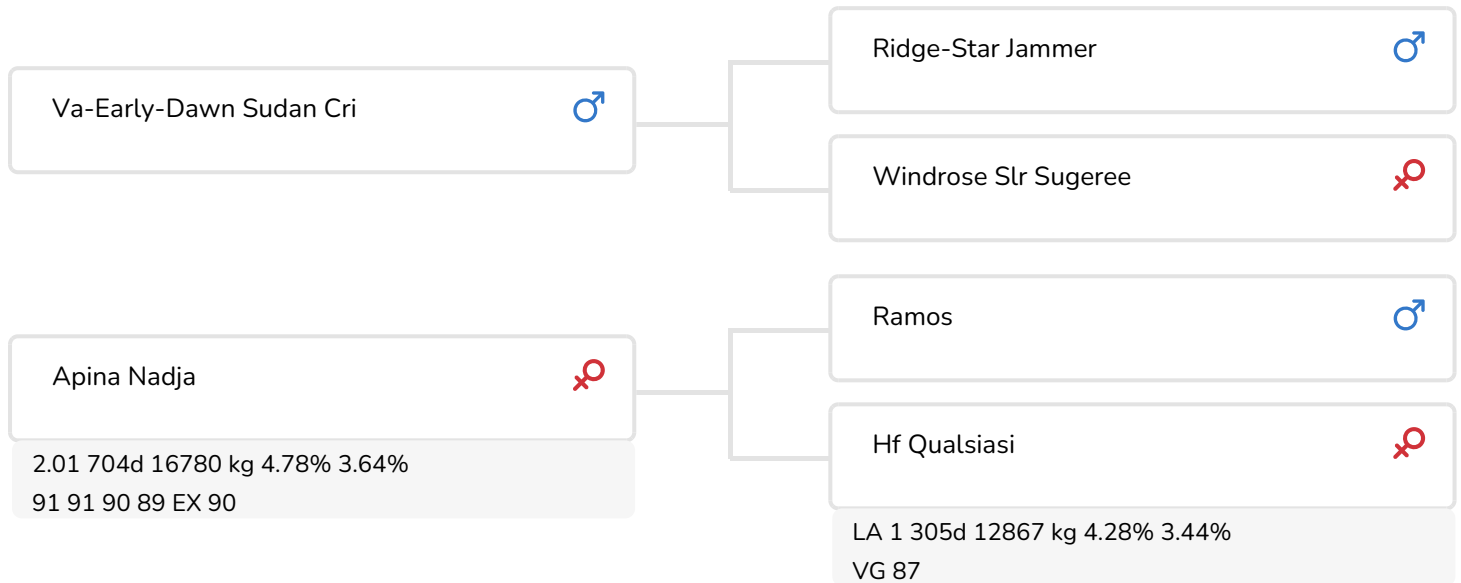 Ridge-Star Jammer
Va-Early-Dawn Sudan Cri
Windrose Slr Sugeree
Ramos
Apina Nadja
Hf Qualsiasi
2.01 704d 16780 kg 4.78% 3.64%
91 91 90 89 EX 90
LA 1 305d 12867 kg 4.28% 3.44%
VG 87